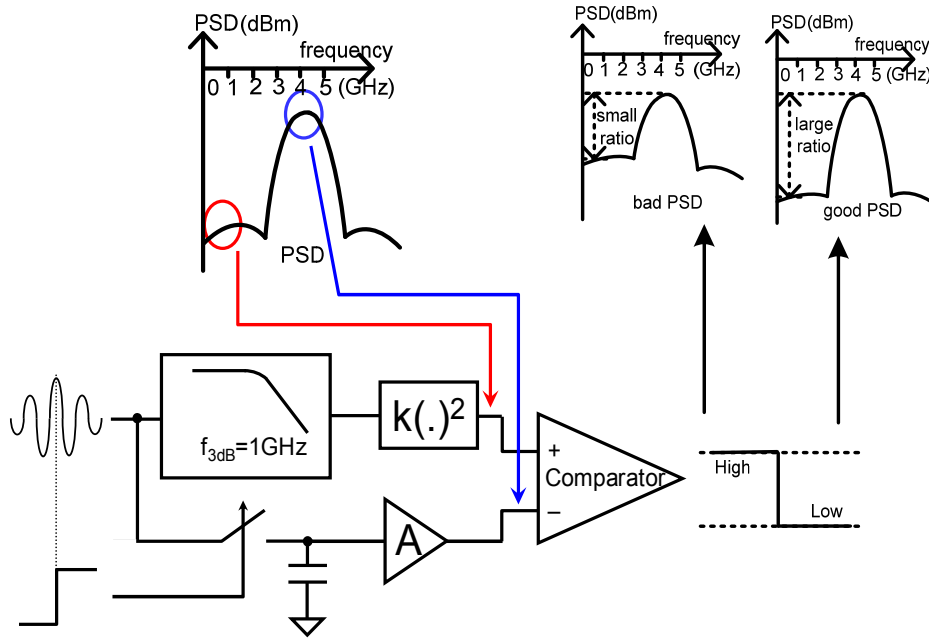 PSD(dBm)
frequency
0 1 2 3 4 5 (GHz)
PSD
PSD(dBm)
frequency
0 1 2 3 4 5 (GHz)
small
ratio
bad PSD
PSD(dBm)
frequency
0 1 2 3 4 5 (GHz)
large
ratio
good PSD
f3dB=1GHz
k(.)²
+
Comparator
–
A
High
Low